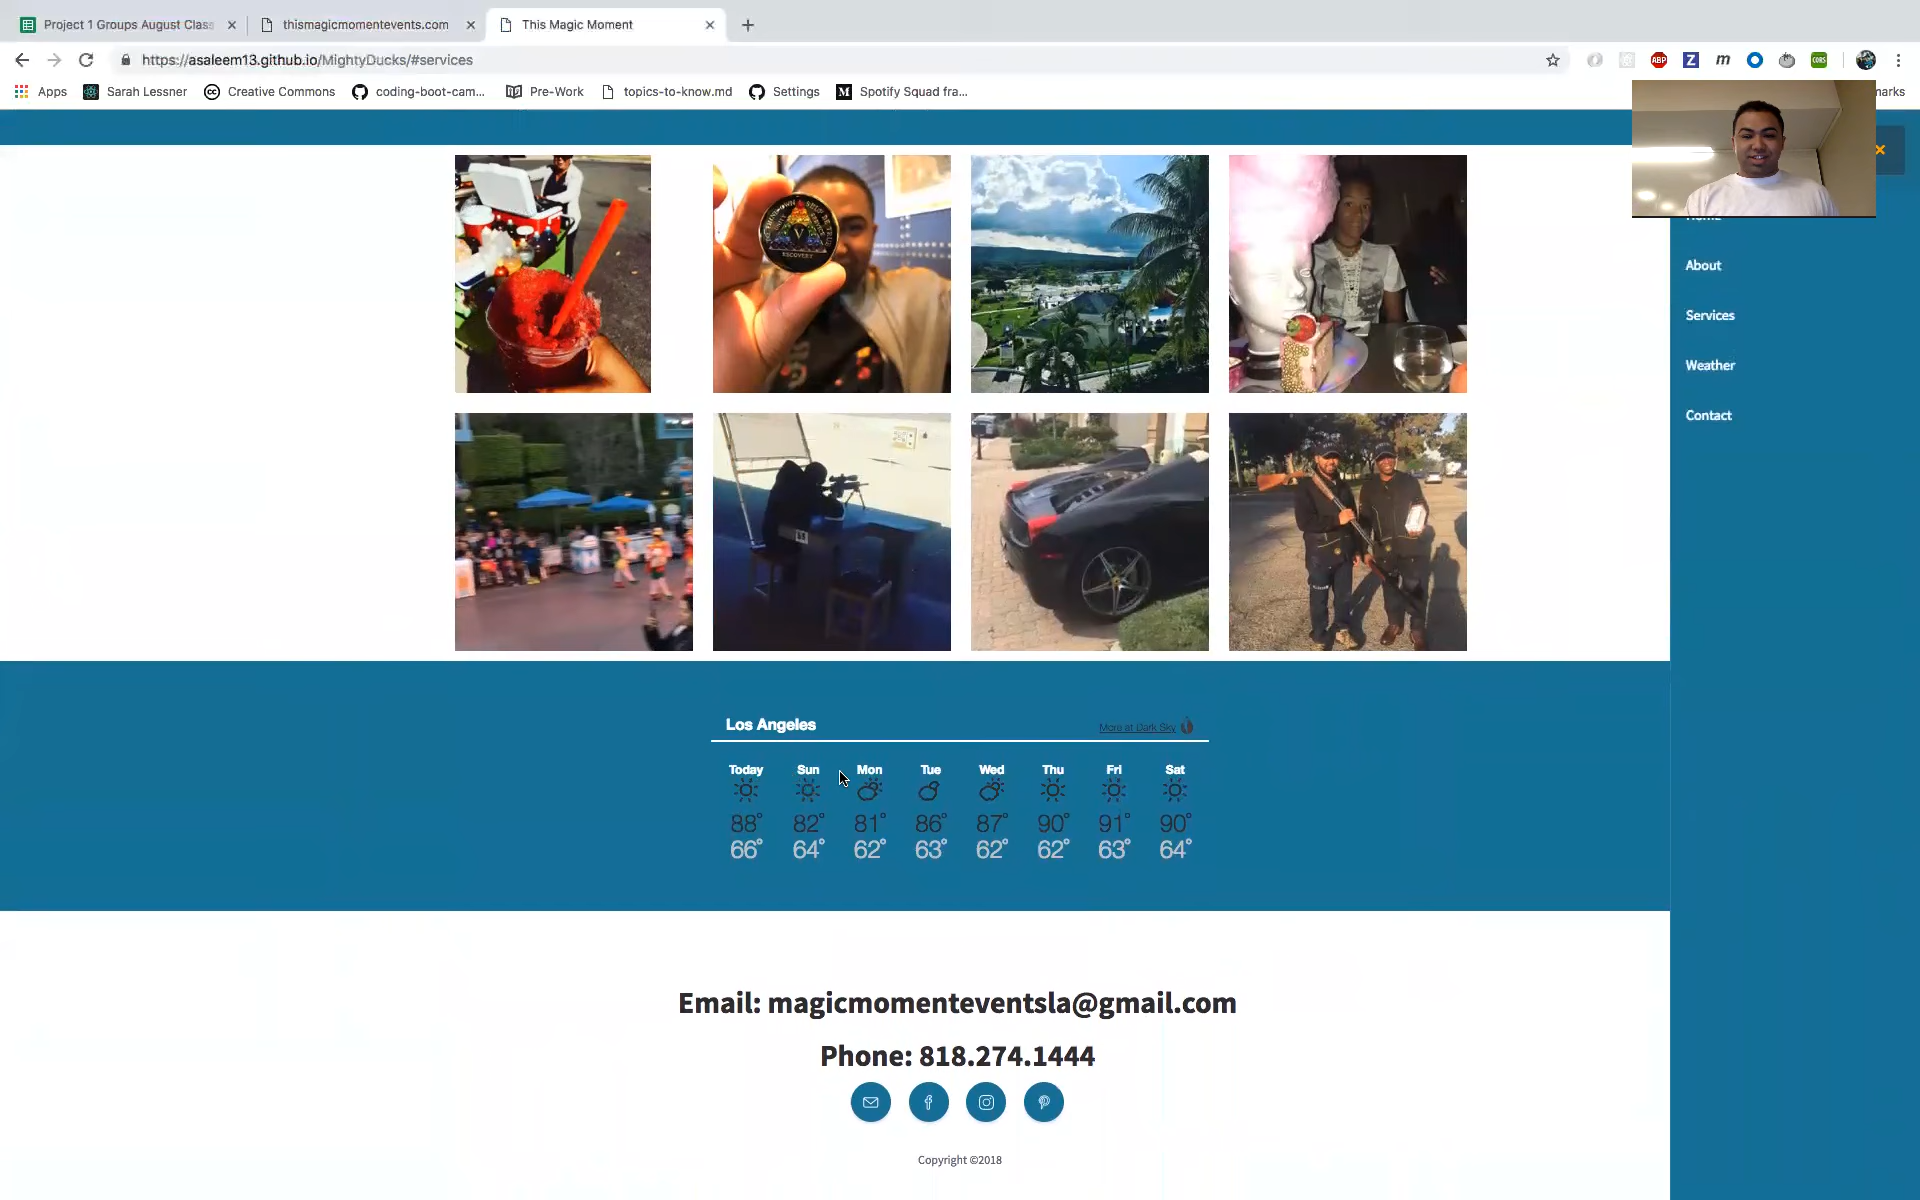 Project 1 Groups August Class
thismagicmomentevents.com
This Magic Moment
https://asaleem13.github.io/MightyDucks/#services
ABP
Z
m
CORS
Apps
Sarah Lessner
Creative Commons
coding-boot-cam...
Pre-Work
topics-to-know.md
Settings
M
Spotify Squad fra...
marks
About
Services
Weather
Contact
V
RECOVERY
Los Angeles
More at Dark Sky
Today Sun Mon Tue Wed Thu Fri Sat
88° 82° 81° 86° 87° 90° 91° 90°
66° 64° 62° 63° 62° 62° 63° 64°
Email: magicmomenteventsla@gmail.com
Phone: 818.274.1444
Copyright ©2018